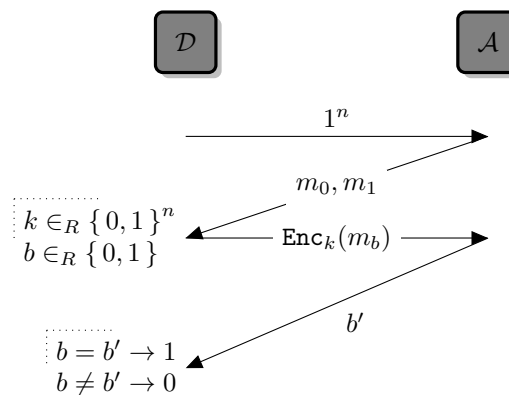 𝒟 𝒜
1ⁿ
m₀, m₁
k ∈_R {0, 1}ⁿ
b ∈_R {0, 1}
Enc_k(m_b)
b′
b = b′ → 1
b ≠ b′ → 0